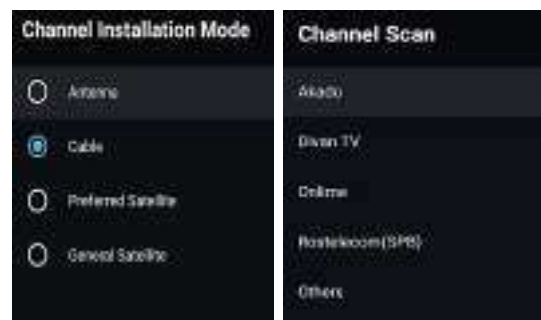 Channel Installation Mode
Antenna
Cable
Preferred Satellite
General Satellite
Channel Scan
Akado
Divan TV
Onlime
Rostelecom(SPB)
Others